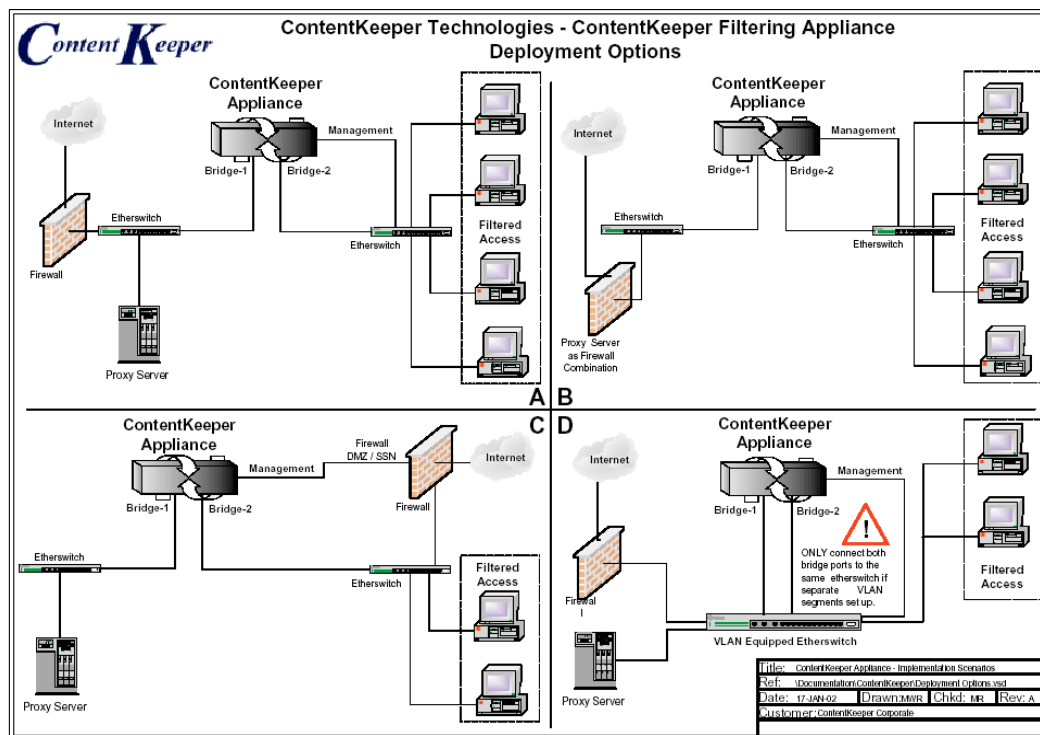 Content Keeper
ContentKeeper Technologies - ContentKeeper Filtering Appliance
Deployment Options
ContentKeeper
Appliance
Internet
Management
Bridge-1
Bridge-2
Etherswitch
Firewall
Etherswitch
Filtered
Access
Proxy Server
A
ContentKeeper
Appliance
Internet
Management
Bridge-1
Bridge-2
Etherswitch
Etherswitch
Filtered
Access
Proxy Server
as Firewall
Combination
B
C
ContentKeeper
Appliance
Firewall
DMZ / SSN
Management
Internet
Bridge-1
Bridge-2
Firewall
Etherswitch
Etherswitch
Filtered
Access
Proxy Server
D
ContentKeeper
Appliance
Internet
Management
Bridge-1
Bridge-2
!
ONLY connect both
bridge ports to the
same etherswitch if
separate VLAN
segments set up.
Filtered
Access
Firewal
l
VLAN Equipped Etherswitch
Proxy Server
Title: ContentKeeper Appliance - Implementation Scenarios
Ref: \Documentation\ContentKeeper\Deployment Options.vsd
Date: 17-JAN-02 Drawn: MWR Chkd: MR Rev: A
Customer: ContentKeeper Corporate